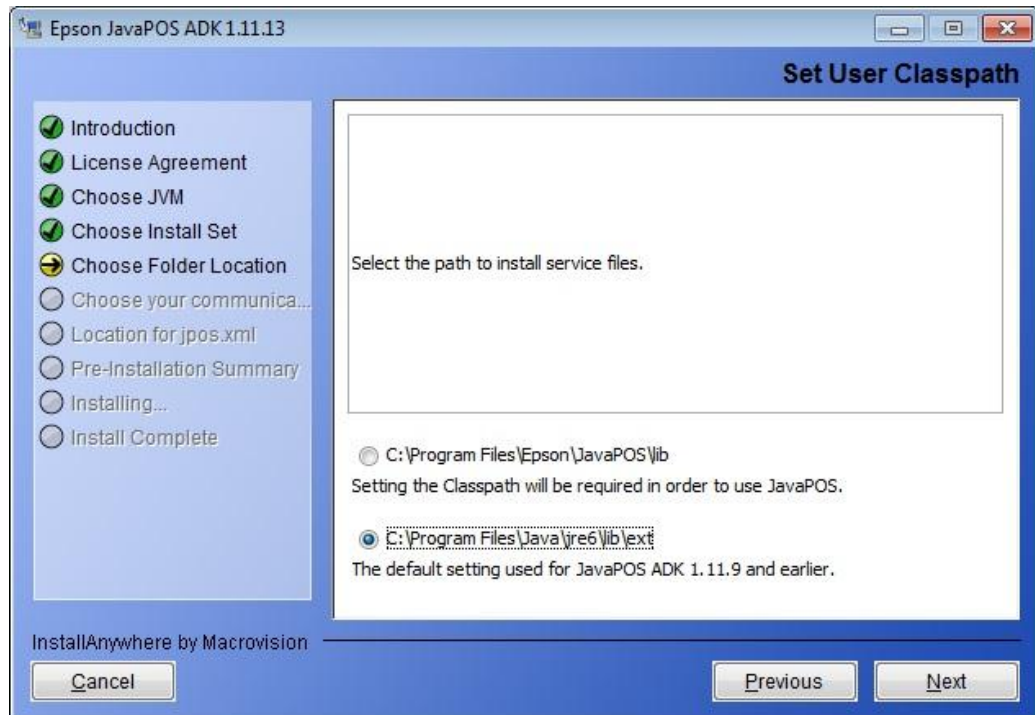 Epson JavaPOS ADK 1.11.13
Set User Classpath
Introduction
License Agreement
Choose JVM
Choose Install Set
Choose Folder Location
Choose your communica...
Location for jpos.xml
Pre-Installation Summary
Installing...
Install Complete
Select the path to install service files.
C:\Program Files\Epson\JavaPOS\lib
Setting the Classpath will be required in order to use JavaPOS.
C:\Program Files\Java\jre6\lib\ext
The default setting used for JavaPOS ADK 1.11.9 and earlier.
InstallAnywhere by Macrovision
Cancel
Previous
Next